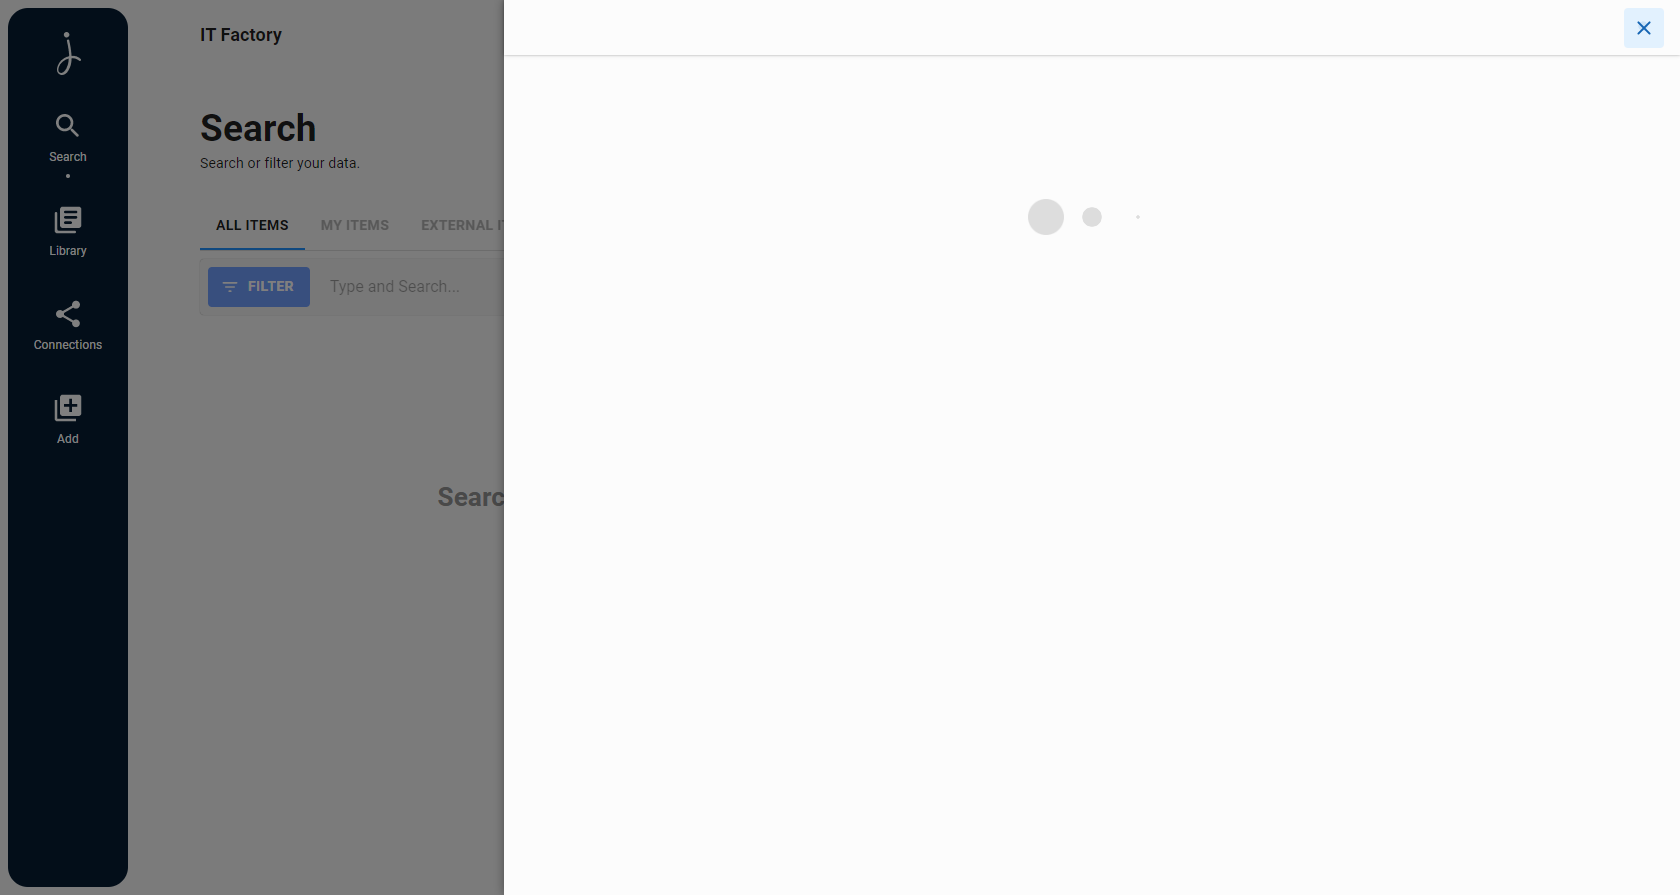 IT Factory
Search
Search or filter your data.
ALL ITEMS
MY ITEMS
EXTERNAL
FILTER
Type and Search...
Search
Library
Connections
Add